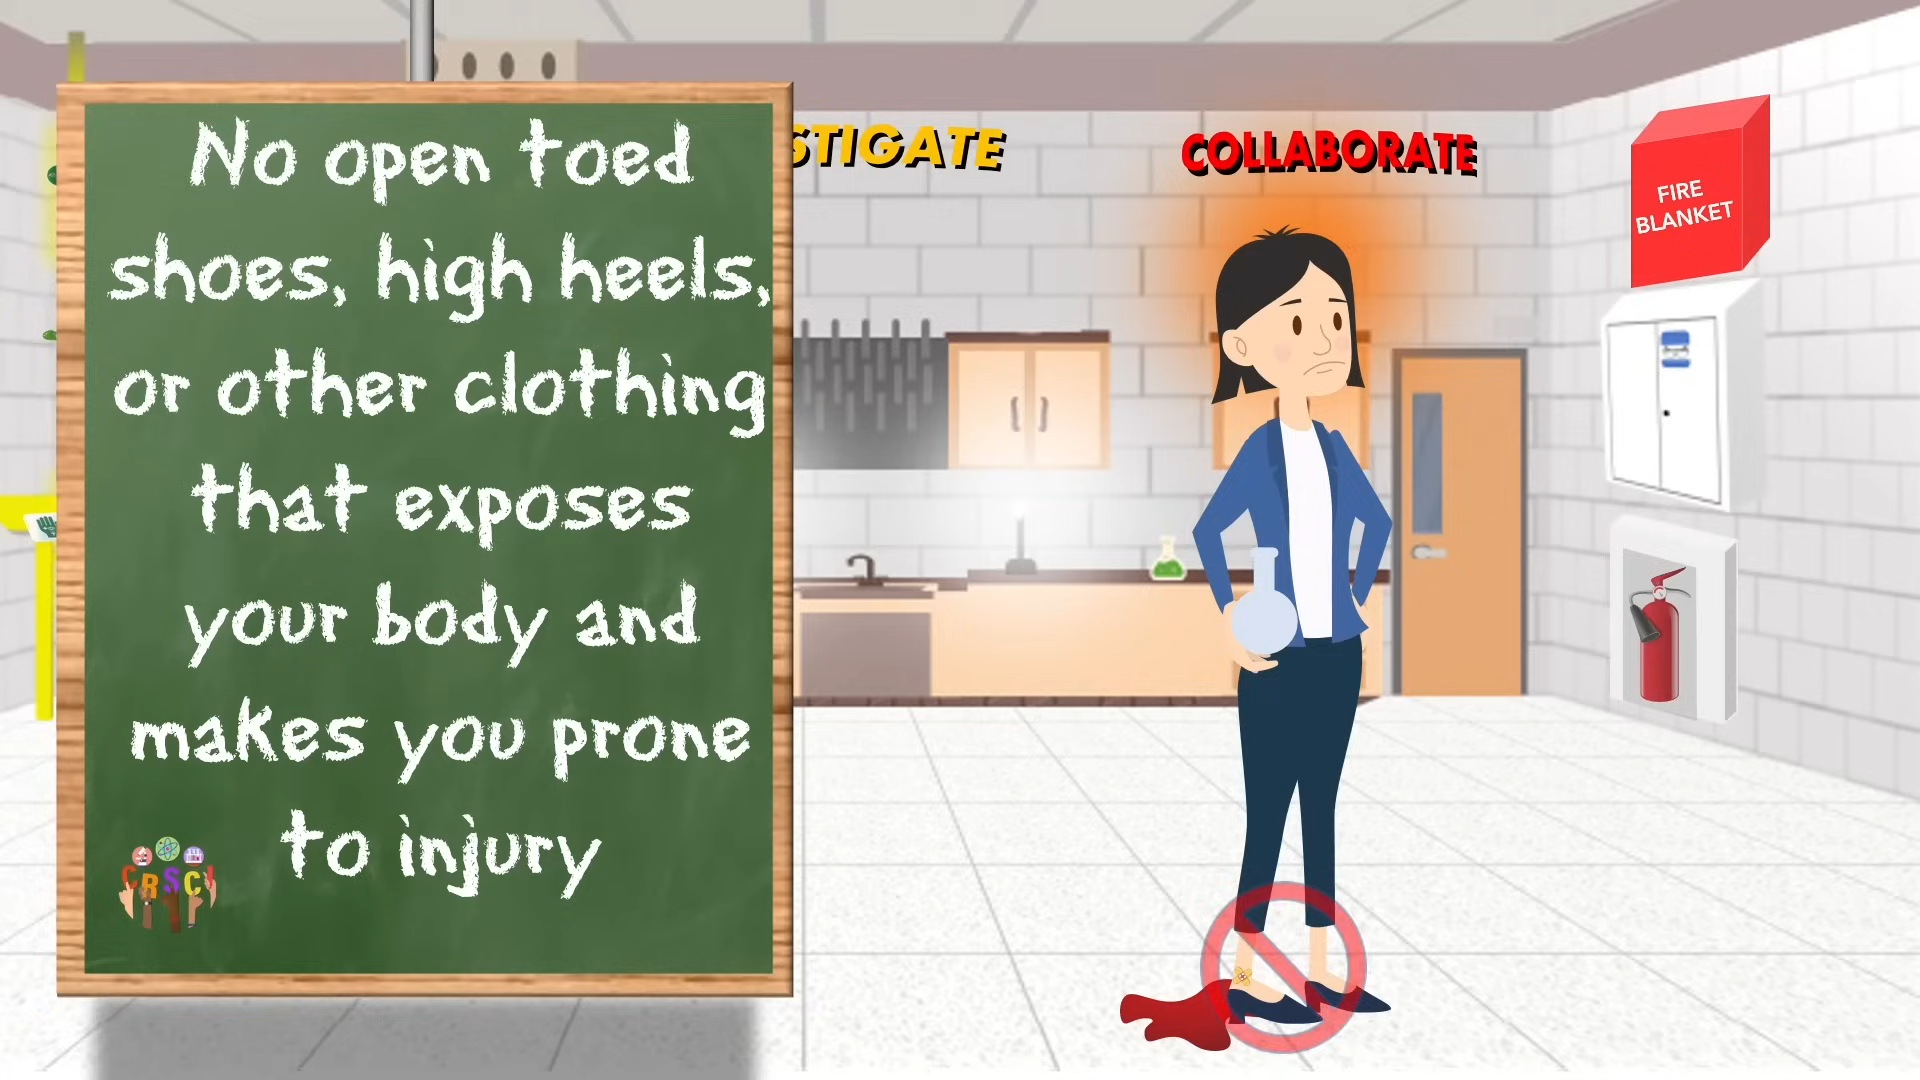 No open toed
shoes, high heels,
or other clothing
that exposes
your body and
makes you prone
to injury
CRSCI
STIGATE
COLLABORATE
FIRE
BLANKET